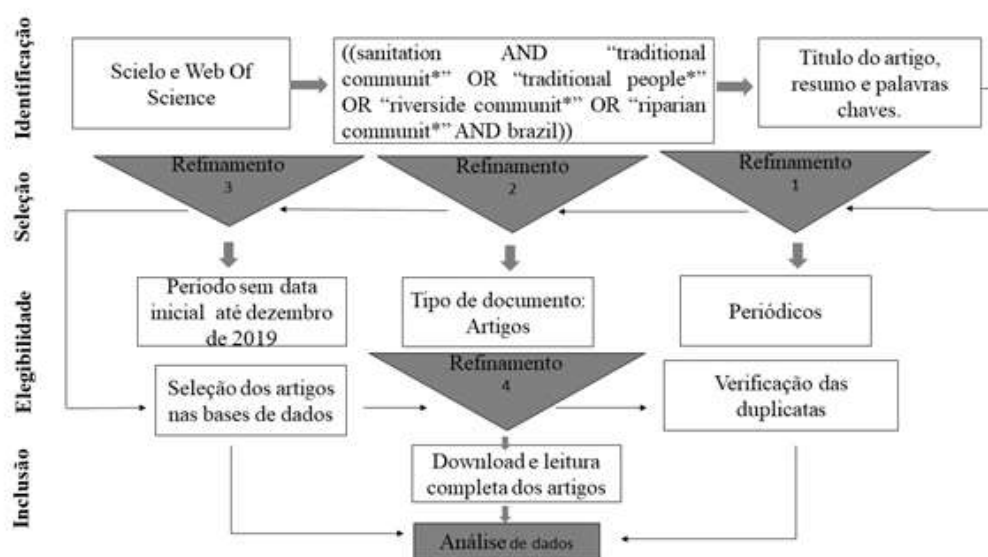 Identificação
Scielo e Web Of
Science
((sanitation AND "traditional
communit*" OR "traditional people*"
OR "riverside communit*" OR "riparian
communit*" AND brazil))
Titulo do artigo,
resumo e palavras
chaves.
Seleção
Refinamento
3
Refinamento
2
Refinamento
1
Elegibilidade
Periodo sem data
inicial até dezembro
de 2019
Tipo de documento:
Artigos
Periódicos
Seleção dos artigos
nas bases de dados
Refinamento
4
Verificação das
duplicatas
Inclusão
Download e leitura
completa dos artigos
Análise de dados